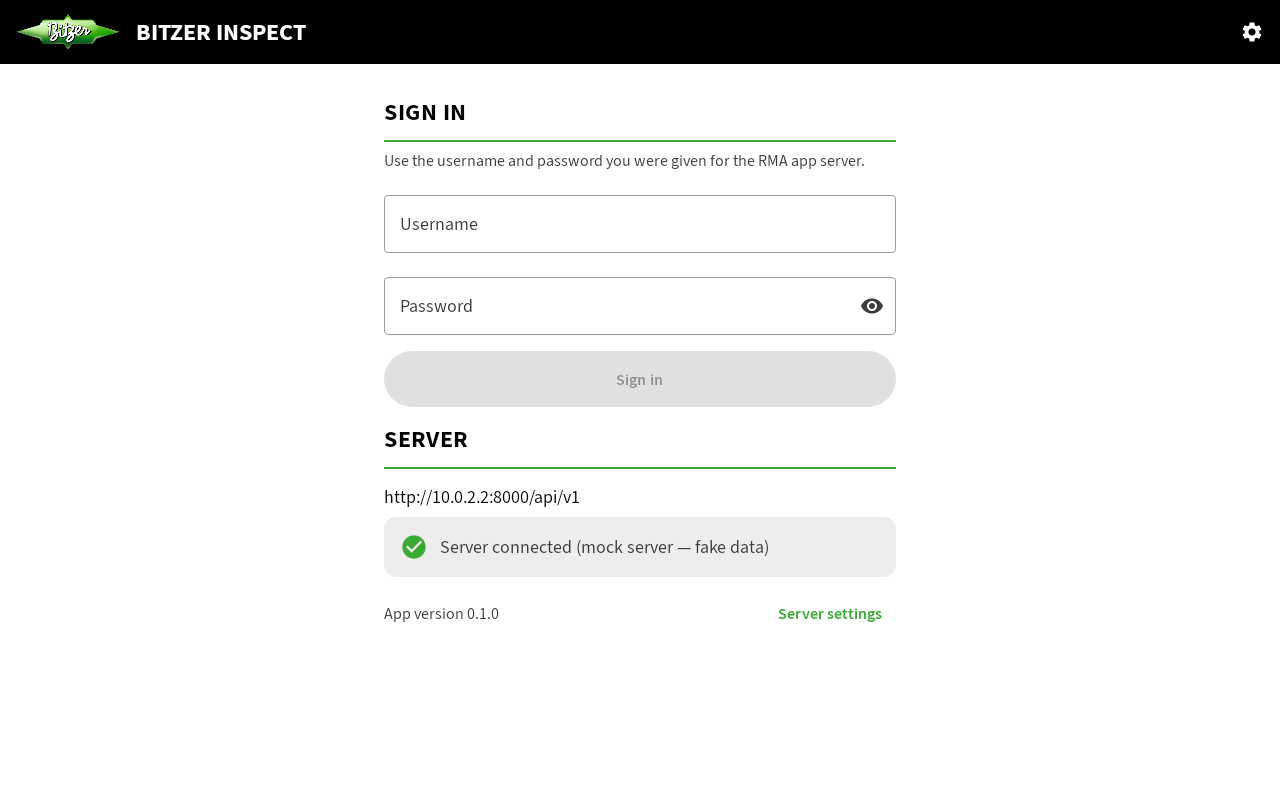 Bitzer
BITZER INSPECT
SIGN IN
Use the username and password you were given for the RMA app server.
Username
Password
Sign in
SERVER
http://10.0.2.2:8000/api/v1
Server connected (mock server — fake data)
App version 0.1.0
Server settings